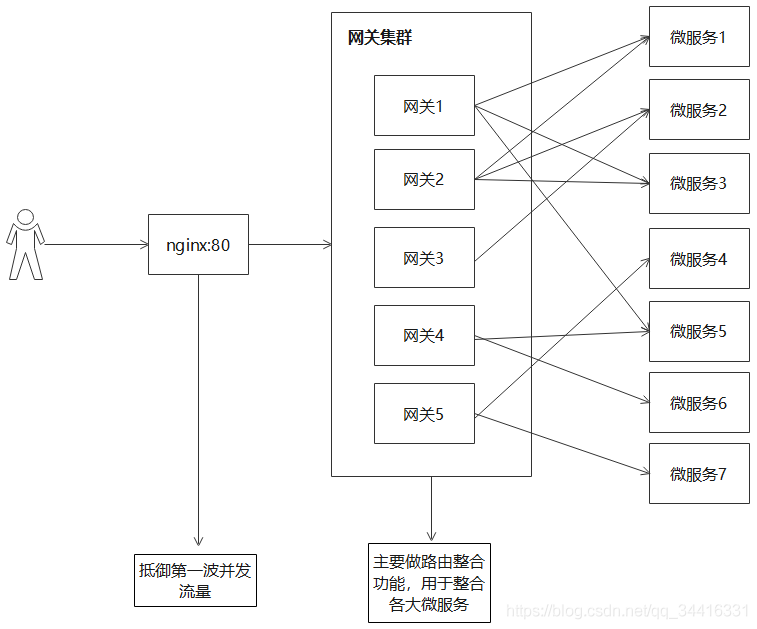 网关集群
网关1
网关2
网关3
网关4
网关5
nginx:80
微服务1
微服务2
微服务3
微服务4
微服务5
微服务6
微服务7
抵御第一波并发
流量
主要做路由整合
功能，用于整合
各大微服务
https://blog.csdn.net/qq_34416331